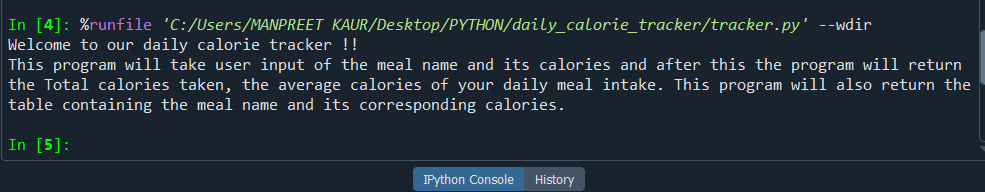 In [4]: %runfile 'C:/Users/MANPREET KAUR/Desktop/PYTHON/daily_calorie_tracker/tracker.py' --wdir
Welcome to our daily calorie tracker !!
This program will take user input of the meal name and its calories and after this the program will return
the Total calories taken, the average calories of your daily meal intake. This program will also return the
table containing the meal name and its corresponding calories.
In [5]:
IPython Console History